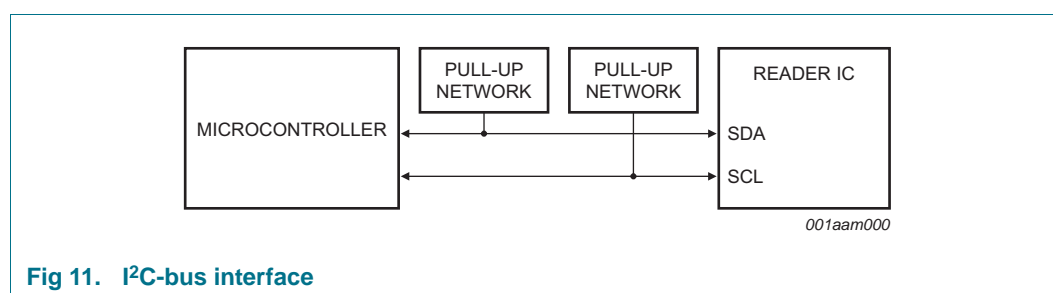 PULL-UP
NETWORK
PULL-UP
NETWORK
READER IC
MICROCONTROLLER
SDA
SCL
001aam000
Fig 11. I²C-bus interface